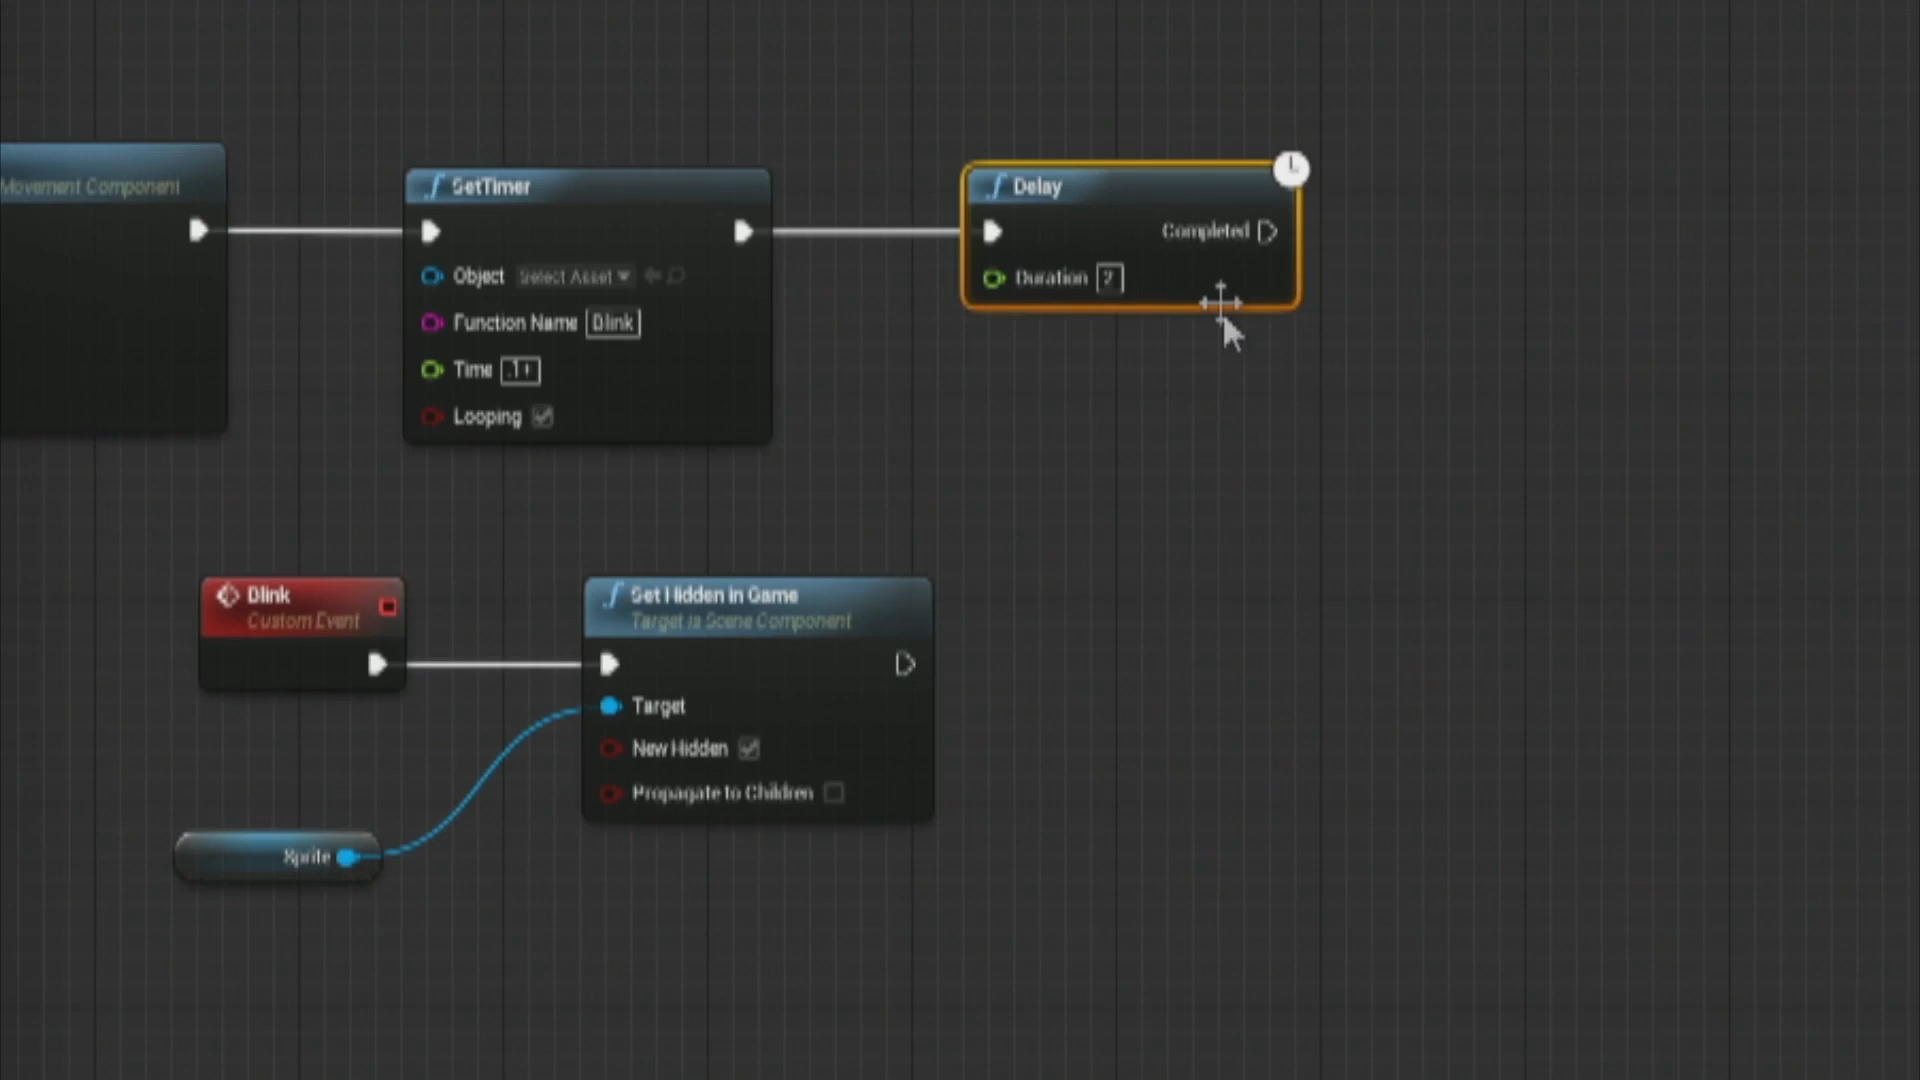 Movement Component
SetTimer
Object Select Asset
Function Name Blink
Time .1
Looping
Delay
Completed
Duration 2
Blink
Custom Event
Set Hidden in Game
Target is Scene Component
Target
New Hidden
Propagate to Children
Sprite